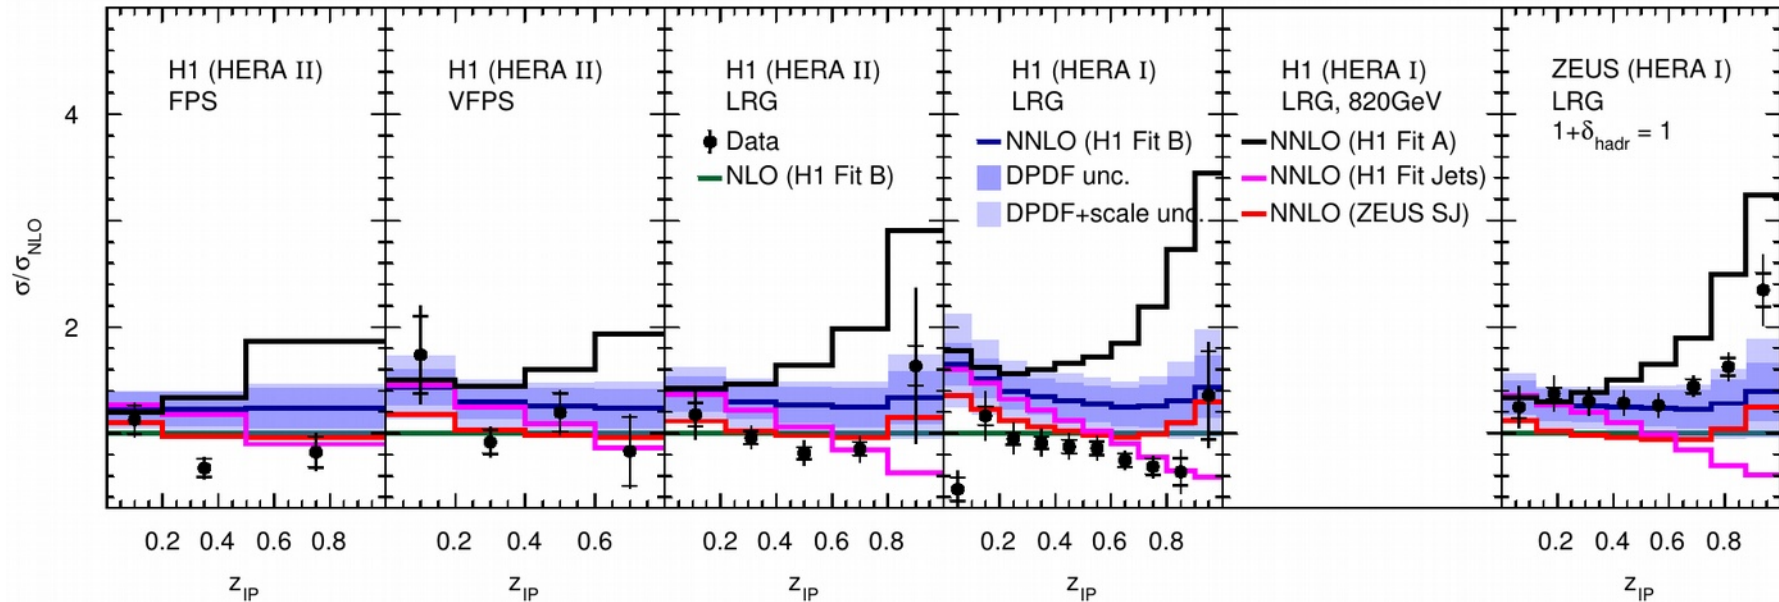 H1 (HERA II)
FPS
H1 (HERA II)
VFPS
H1 (HERA II)
LRG
Data
NLO (H1 Fit B)
H1 (HERA I)
LRG
NNLO (H1 Fit B)
DPDF unc.
DPDF+scale unc.
H1 (HERA I)
LRG, 820GeV
NNLO (H1 Fit A)
NNLO (H1 Fit Jets)
NNLO (ZEUS SJ)
ZEUS (HERA I)
LRG
1+δhadr = 1
4
2
σ/σNLO
0.2 0.4 0.6 0.8
0.2 0.4 0.6
0.2 0.4 0.6 0.8
0.2 0.4 0.6 0.8
0.2 0.4 0.6 0.8
zIP
zIP
zIP
zIP
zIP